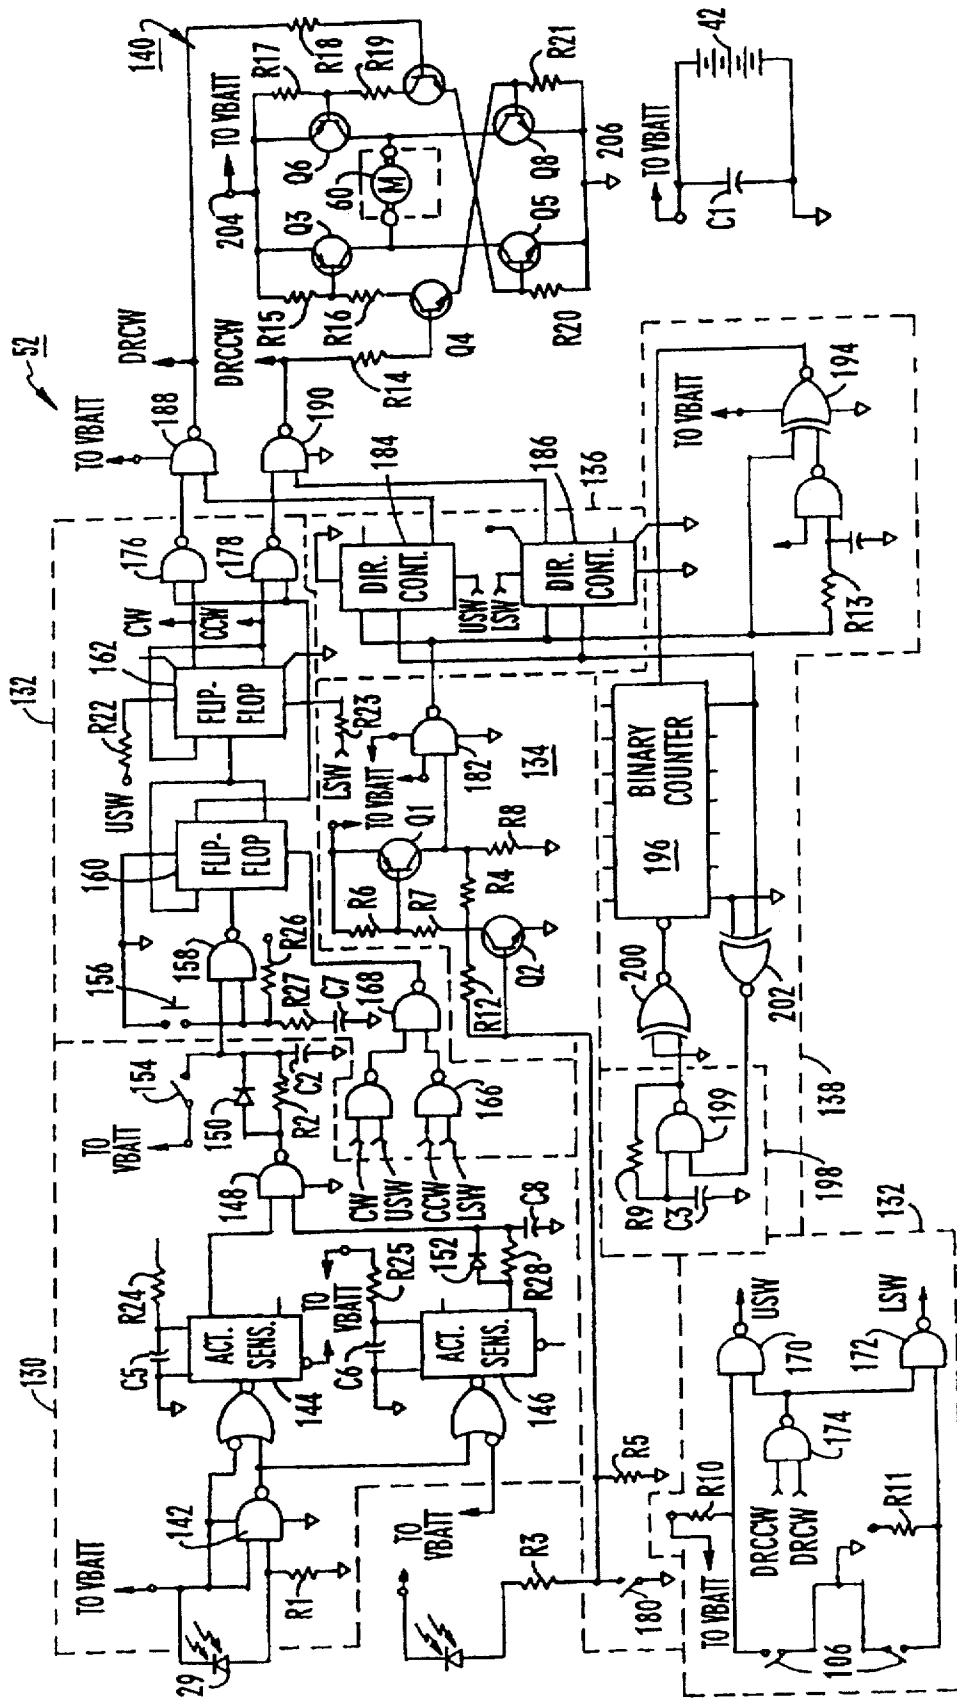 52
140
132
130
TO VBATT
29
142
R1
C5
R24
ACT.
SENS.
144
TO
VBATT
C6
R25
ACT.
SENS.
146
TO
VBATT
152
R28
C8
148
150
R2
C2
154
TO
VBATT
156
158
R26
R27
C7
168
166
CW
USW
CCW
LSW
160
FLIP-
FLOP
USW
R22
162
FLIP-
FLOP
CW
CCW
176
178
LSW
R23
TO VBATT
188
190
DRCW
DRCCW
R14
R6
R7
Q1
Q2
R12
R4
R8
TO VBATT
182
134
184
DIR.
CONT.
USW
LSW
186
DIR.
CONT.
136
204
TO VBATT
R15
R16
Q3
Q4
Q5
R20
60
M
Q6
Q8
R17
R18
R19
R21
206
TO VBATT
C1
42
R3
R5
180
R9
C3
199
198
200
202
196
BINARY
COUNTER
138
R13
TO VBATT
194
132
TO VBATT
R10
106
R11
DRCCW
DRCW
174
170
172
USW
LSW